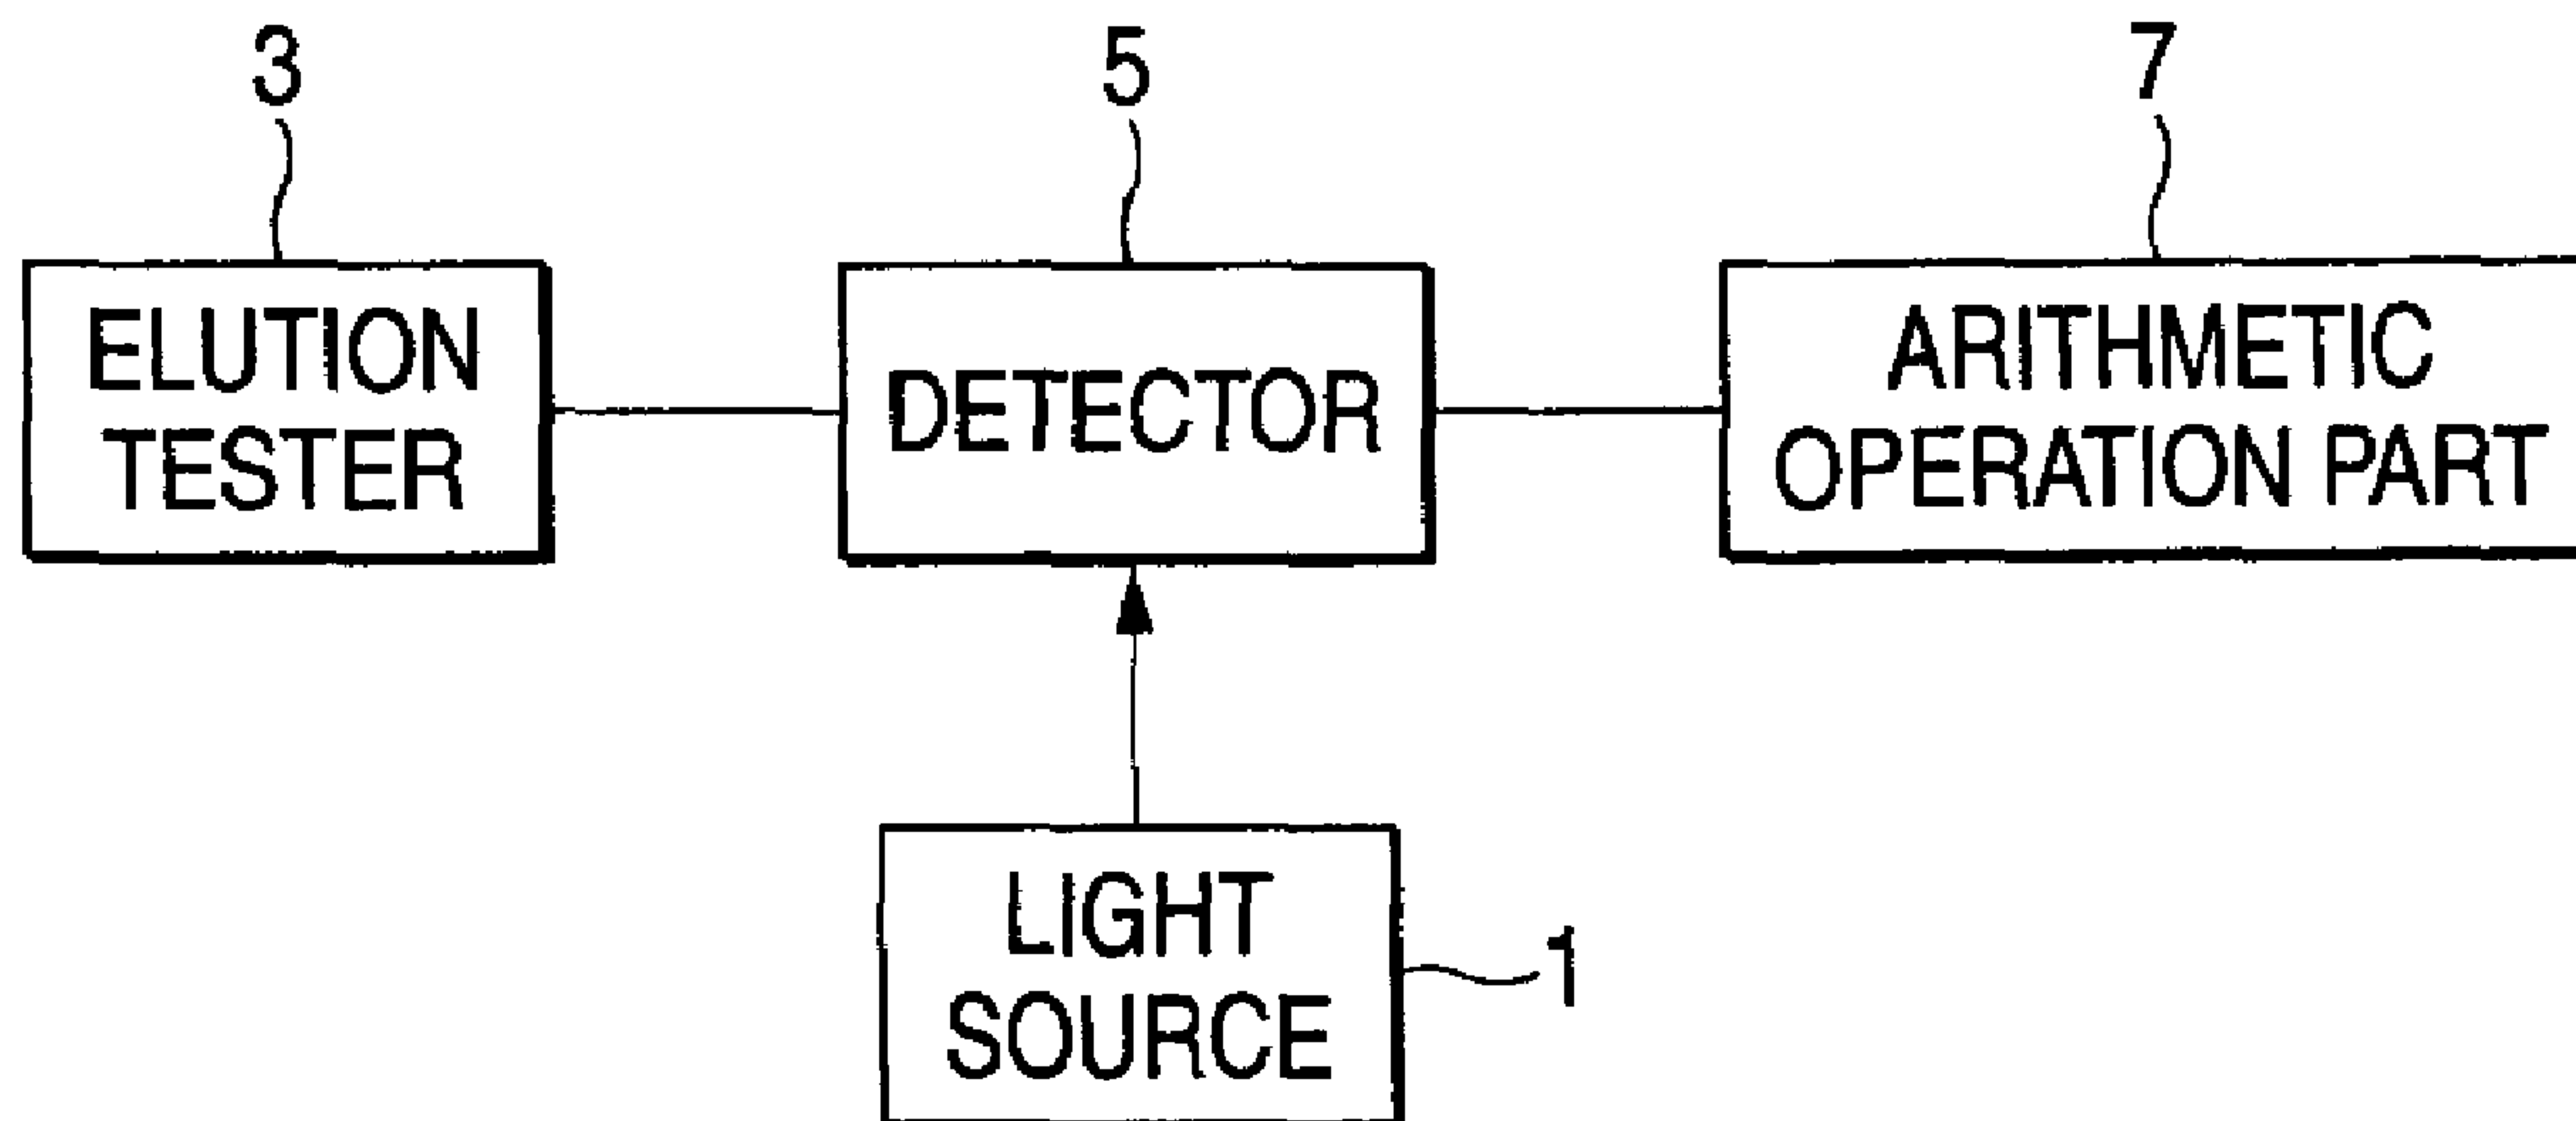 3
5
7
ELUTION
TESTER
DETECTOR
ARITHMETIC
OPERATION PART
LIGHT
SOURCE
1